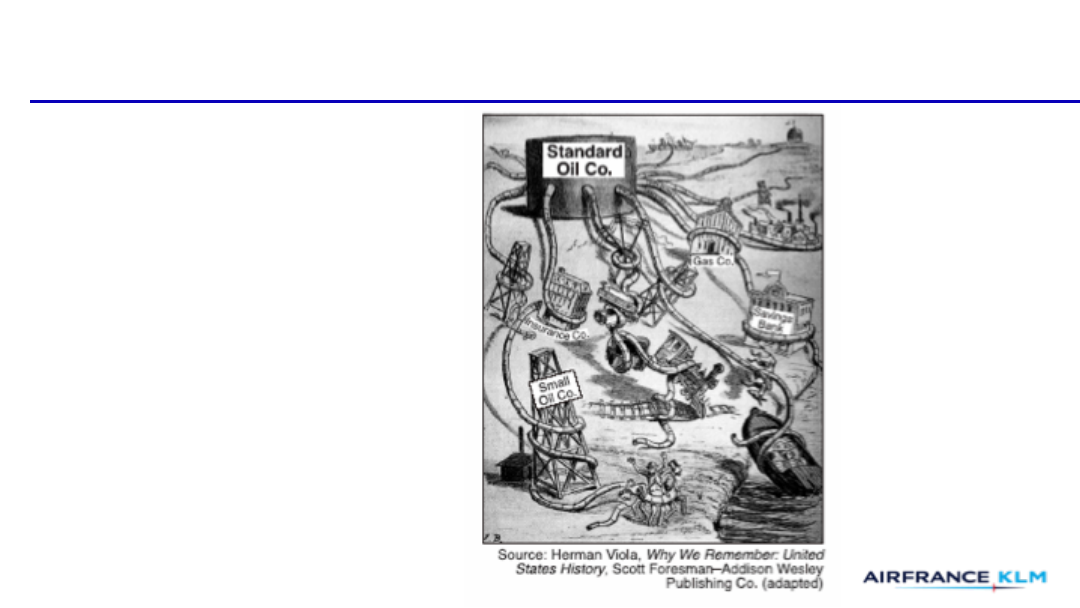 Standard
Oil Co.
Gas Co.
Savings
Bank
Insurance Co.
Small
Oil Co.
Source: Herman Viola, Why We Remember: United
States History, Scott Foresman–Addison Wesley
Publishing Co. (adapted)
AIRFRANCE KLM